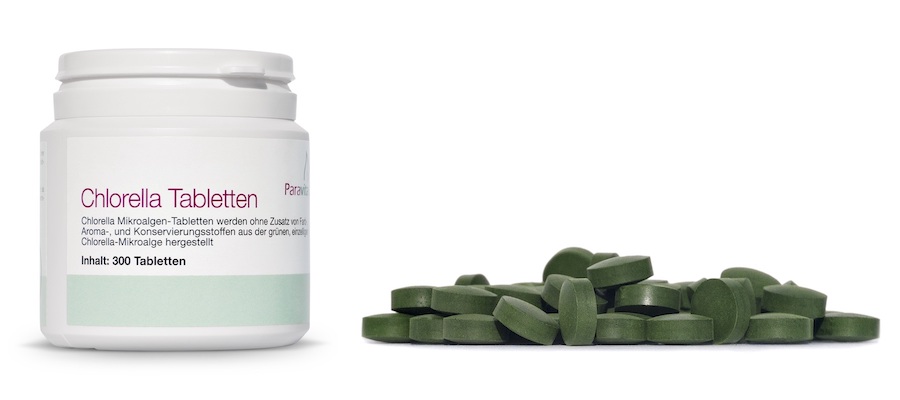 Chlorella Tabletten
Chlorella Mikroalgen-Tabletten werden ohne Zusatz von
Aroma-, und Konservierungsstoffen aus der grünen,
Chlorella-Mikroalge hergestellt
Inhalt: 300 Tabletten